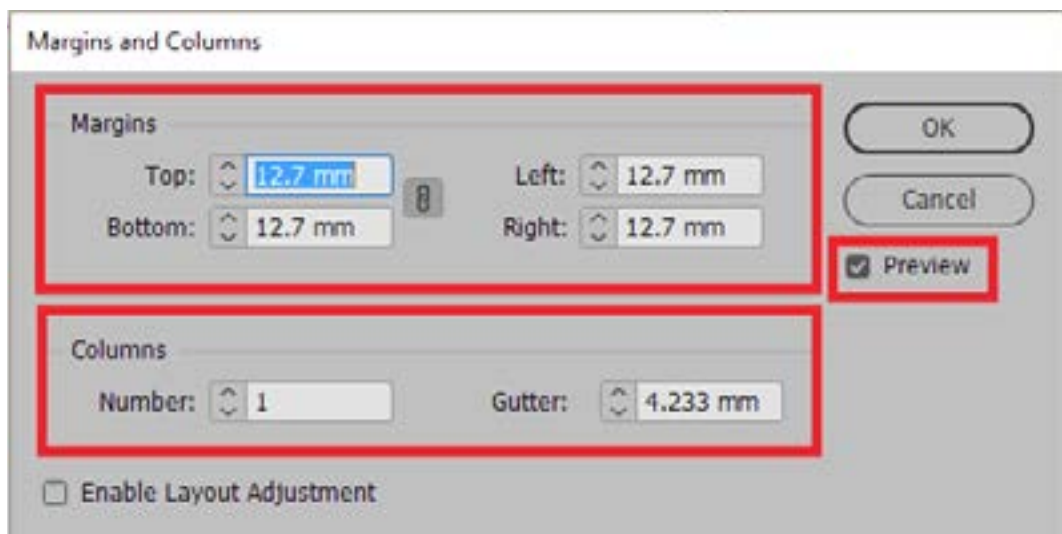 Margins and Columns
Margins
Top: 12.7 mm Left: 12.7 mm OK
Bottom: 12.7 mm Right: 12.7 mm Cancel
Preview
Columns
Number: 1 Gutter: 4.233 mm
Enable Layout Adjustment